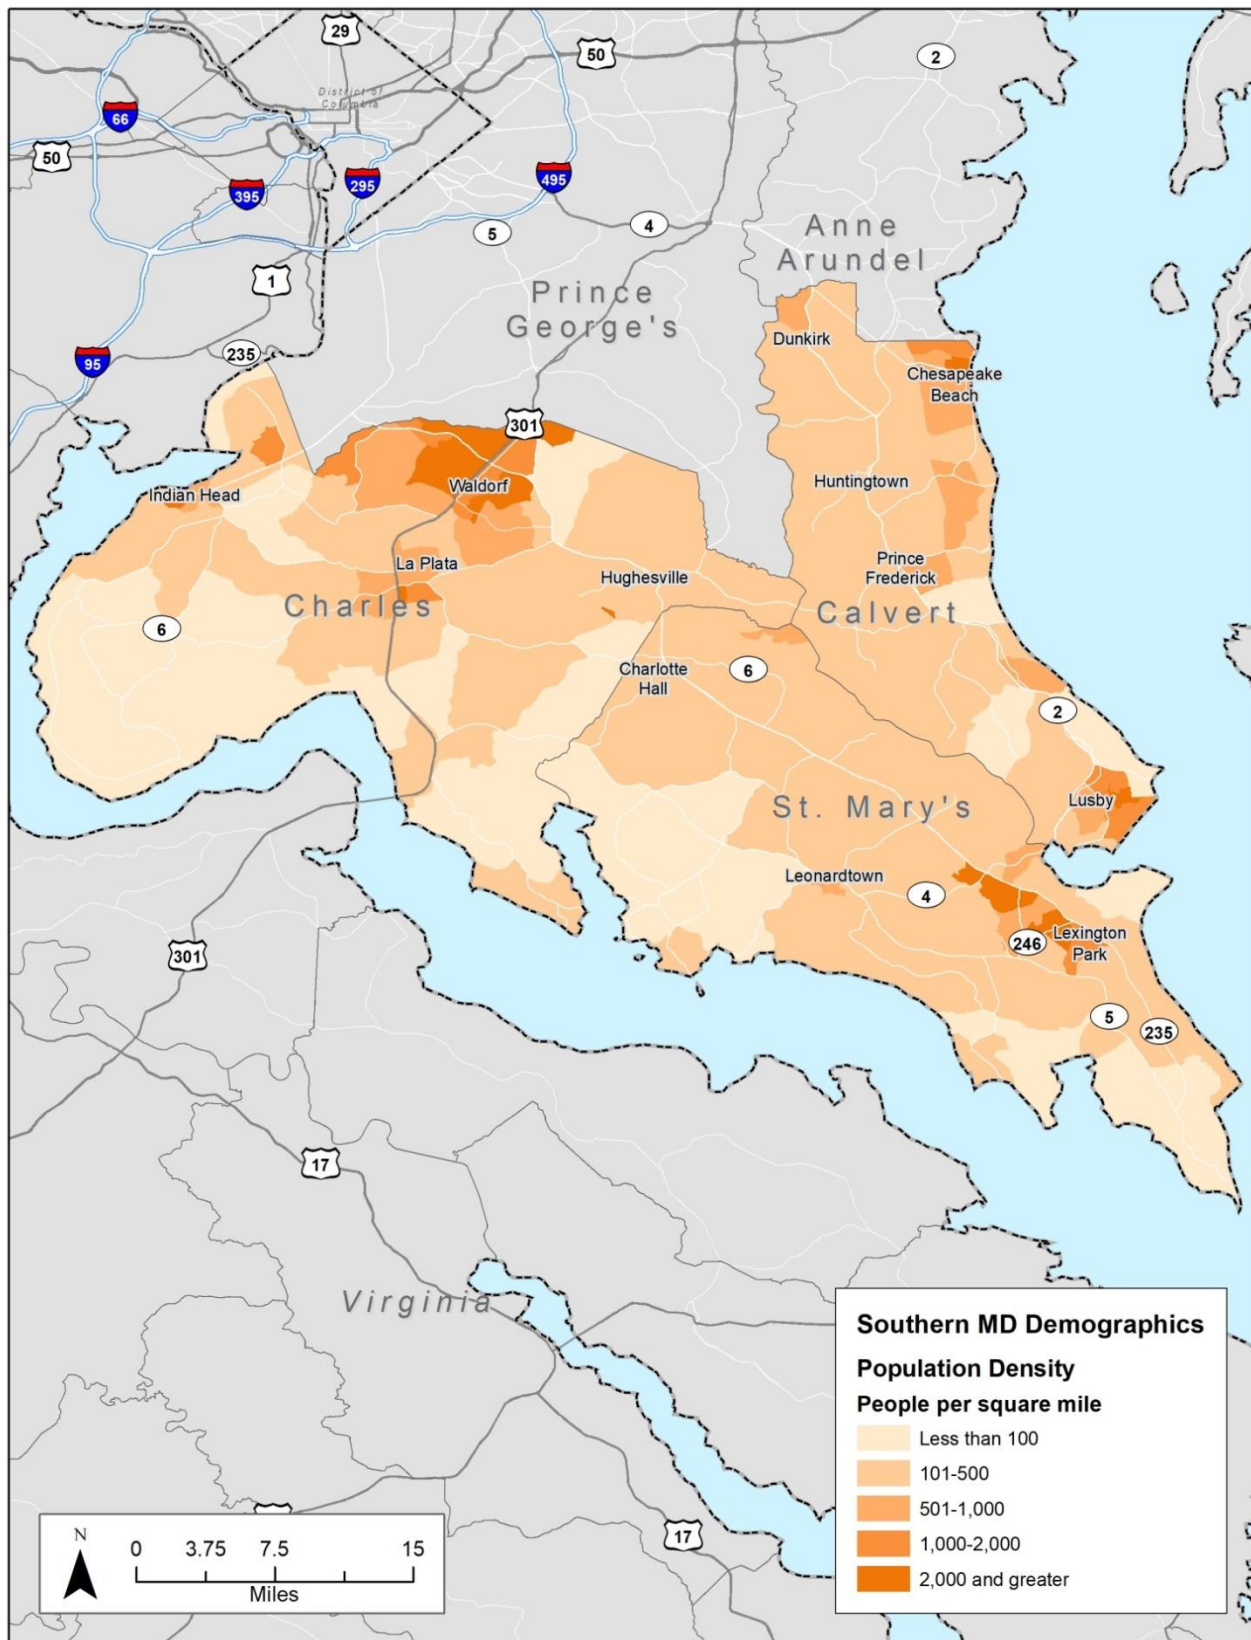 29
50
2
District of
Columbia
66
50
395
295
495
5
4
Anne
Arundel
1
Prince
George's
235
95
Dunkirk
Chesapeake
Beach
301
Indian Head
Waldorf
Huntingtown
La Plata
Prince
Frederick
Hughesville
Charles
Calvert
6
Charlotte
Hall
6
2
Lusby
St. Mary's
Leonardtown
4
Lexington
Park
246
301
5
235
17
Virginia
17
Southern MD Demographics
Population Density
People per square mile
Less than 100
101-500
501-1,000
1,000-2,000
2,000 and greater
N
0 3.75 7.5 15
Miles